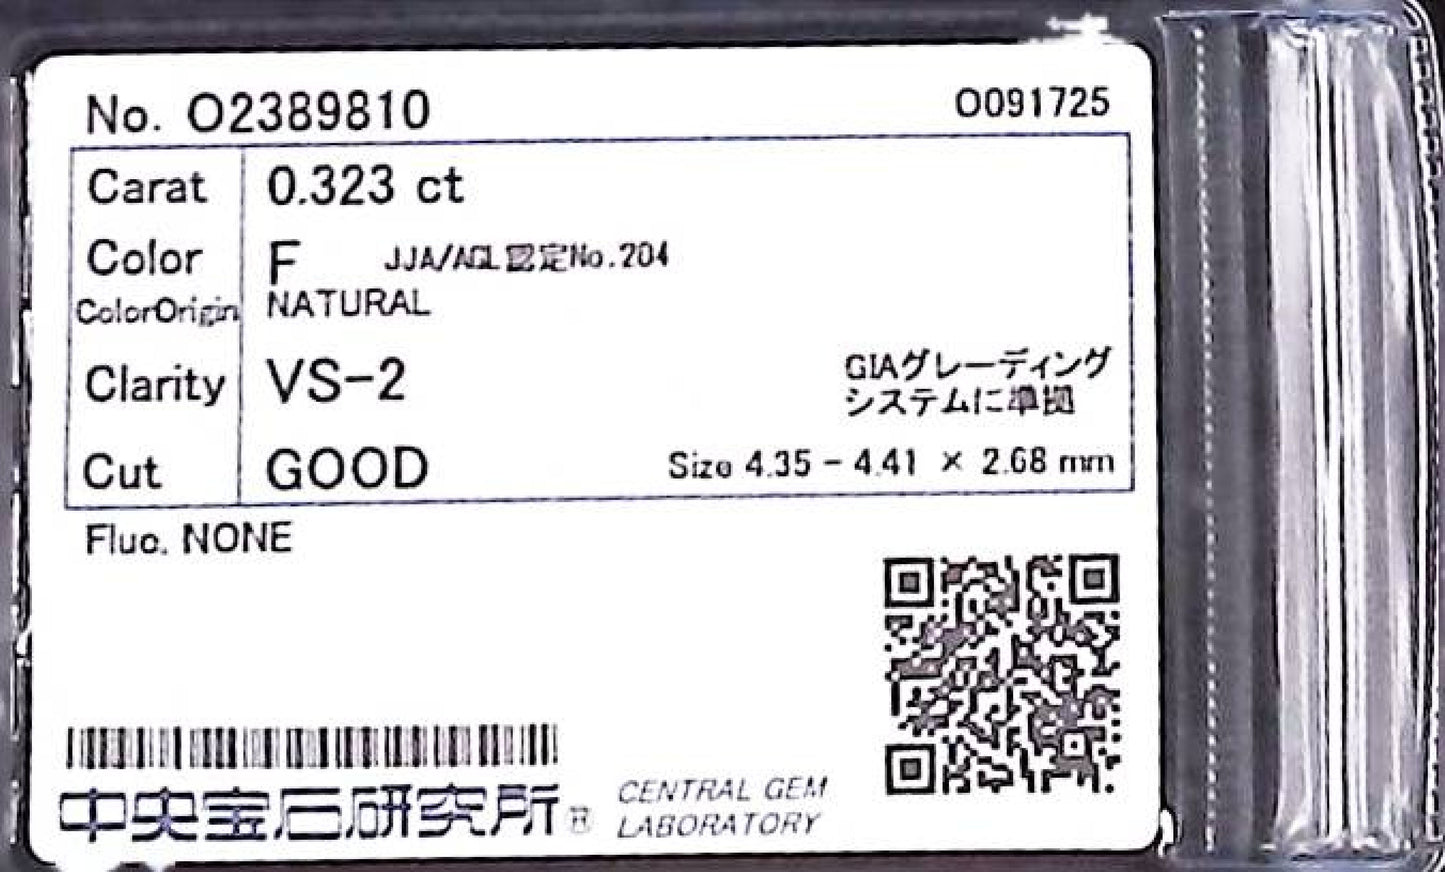 No. O2389810 O091725
Carat 0.323 ct
Color F JJA/AGL認定No.204
ColorOrigin NATURAL
Clarity VS-2 GIAグレーディング
システムに準拠
Cut GOOD Size 4.35 - 4.41 × 2.68 mm
Fluo. NONE
中央宝石研究所® CENTRAL GEM
LABORATORY